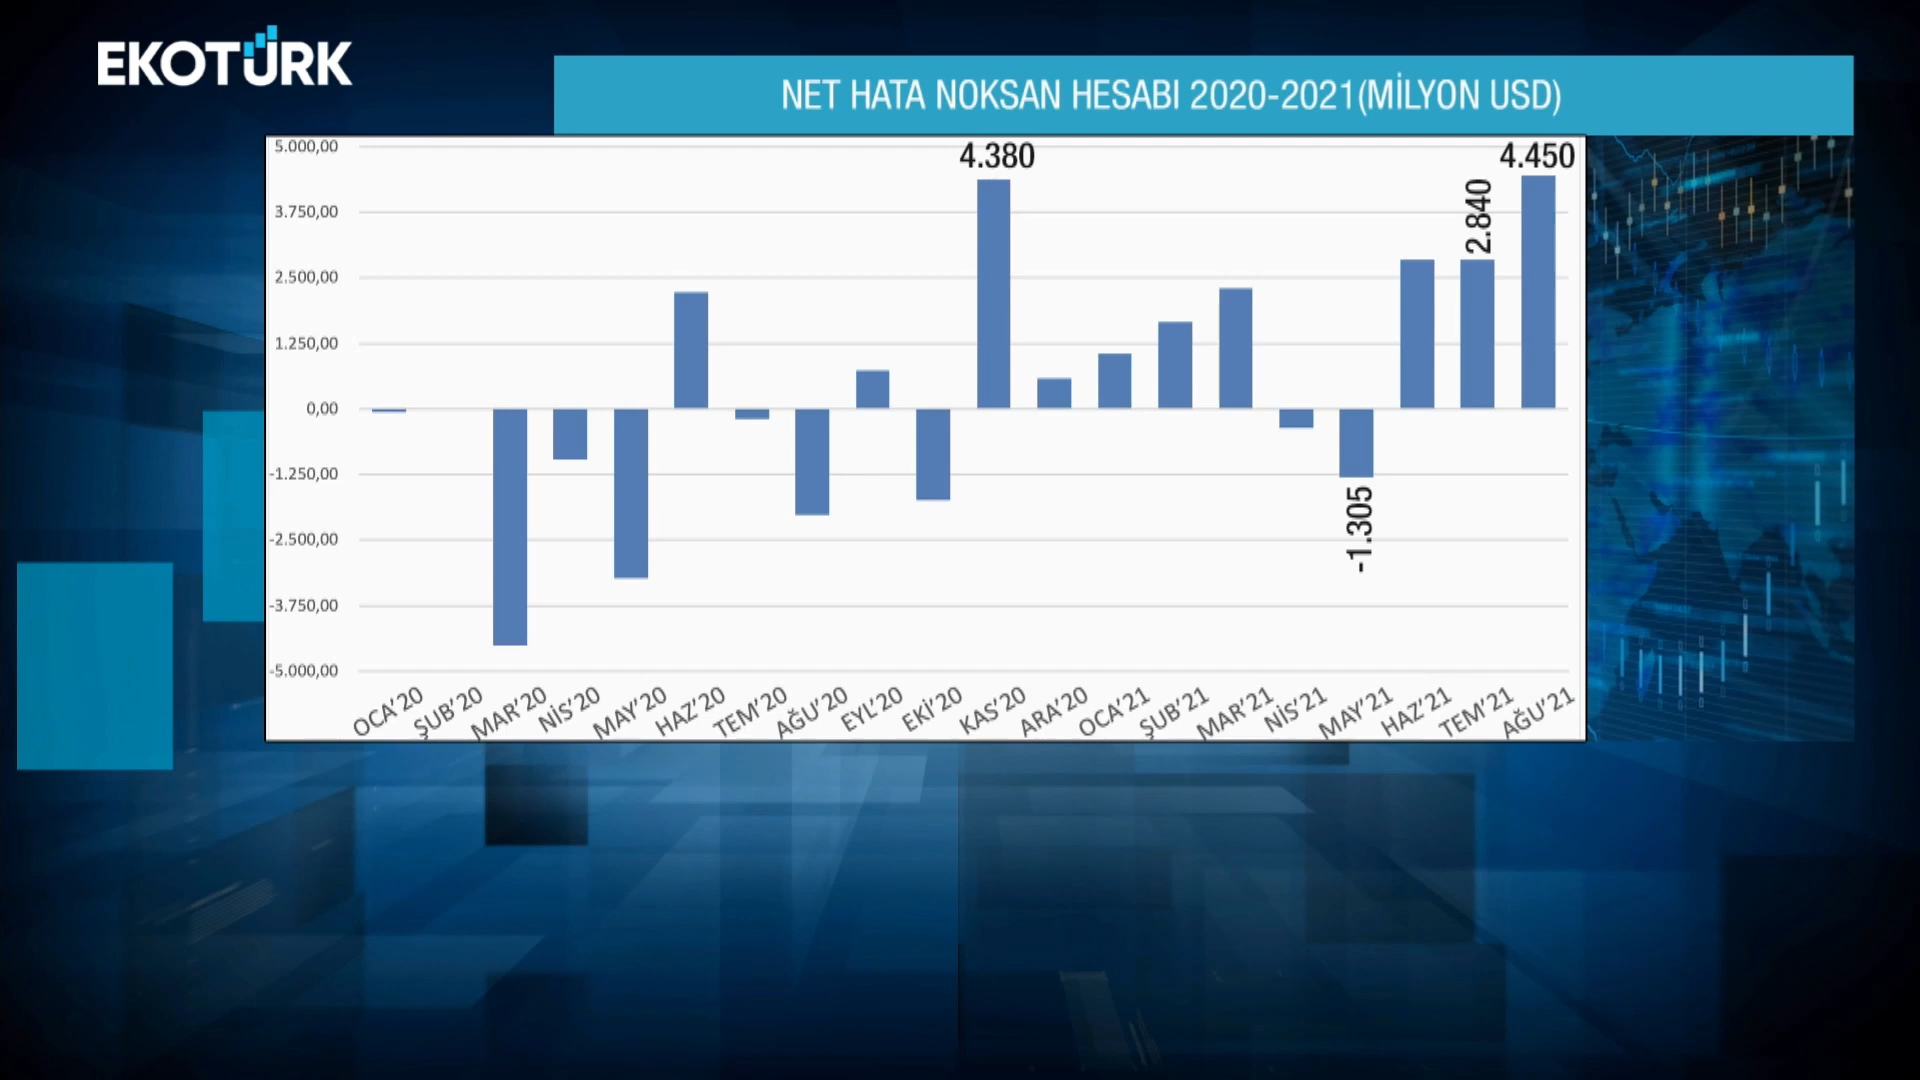 EKOTÜRK
NET HATA NOKSAN HESABI 2020-2021(MİLYON USD)
5.000,00
4.380
4.450
3.750,00
2.840
2.500,00
1.250,00
0,00
-1.250,00
-1.305
-2.500,00
-3.750,00
-5.000,00
OCA'20
ŞUB'20
MAR'20
NİS'20
MAY'20
HAZ'20
TEM'20
AĞU'20
EYL'20
EKİ'20
KAS'20
ARA'20
OCA'21
ŞUB'21
MAR'21
NİS'21
MAY'21
HAZ'21
TEM'21
AĞU'21